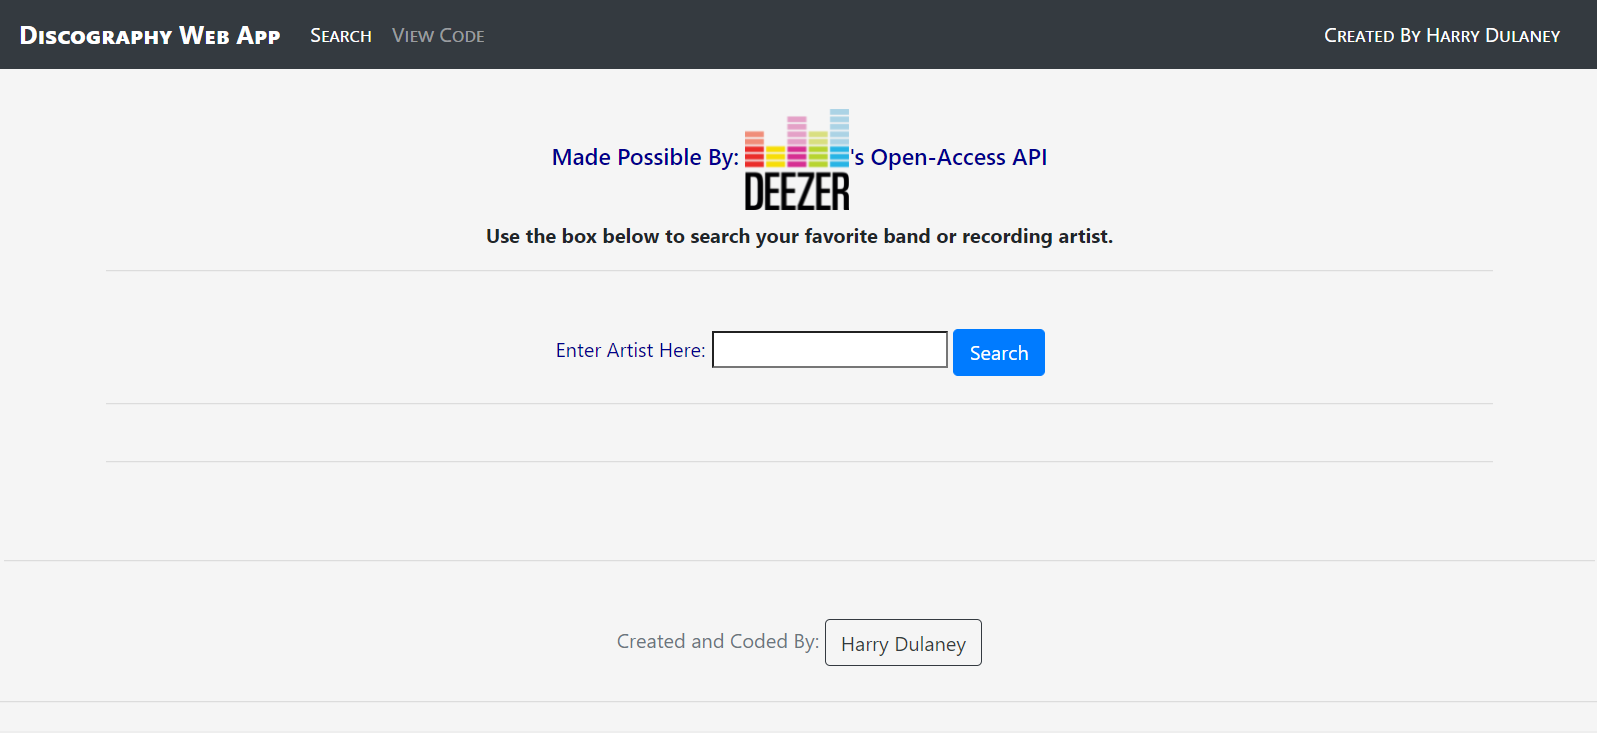 Discography Web App Search View Code Created By Harry Dulaney
Made Possible By: DEEZER's Open-Access API
Use the box below to search your favorite band or recording artist.
Enter Artist Here: Search
Created and Coded By: Harry Dulaney